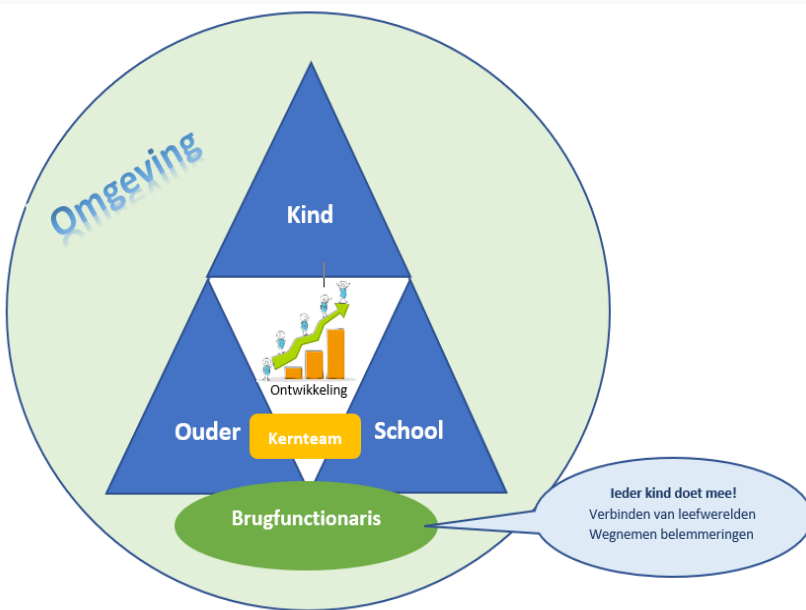 Omgeving
Kind
Ontwikkeling
Ouder
Kernteam
School
Brugfunctionaris
Ieder kind doet mee!
Verbinden van leefwerelden
Wegnemen belemmeringen